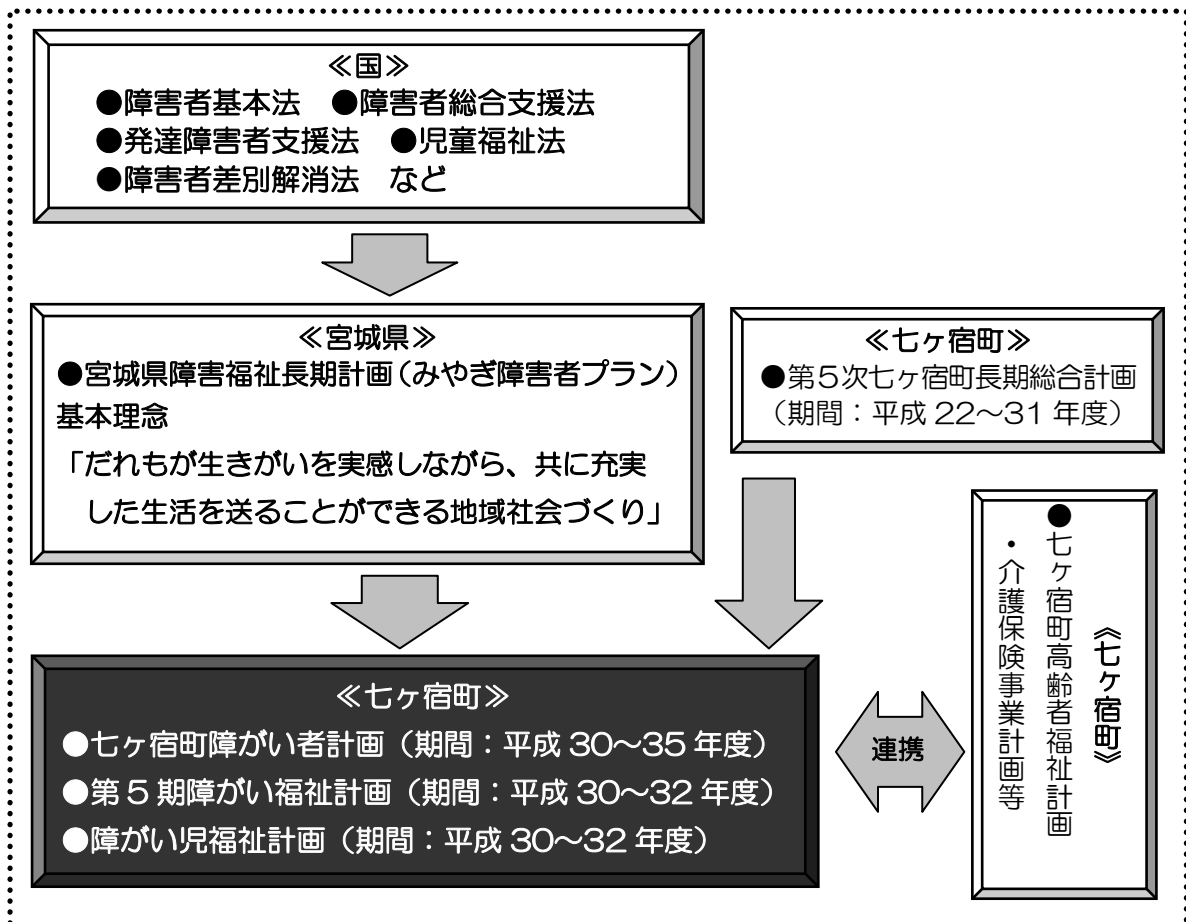 ≪国≫
●障害者基本法 ●障害者総合支援法
●発達障害者支援法 ●児童福祉法
●障害者差別解消法 など
≪宮城県≫
●宮城県障害福祉長期計画(みやぎ障害者プラン)
基本理念
「だれもが生きがいを実感しながら、共に充実
した生活を送ることができる地域社会づくり」
≪七ヶ宿町≫
●第5次七ヶ宿町長期総合計画
(期間:平成 22~31 年度)
≪七ヶ宿町≫
●七ヶ宿町障がい者計画(期間:平成 30~35 年度)
●第5期障がい福祉計画(期間:平成 30~32 年度)
●障がい児福祉計画(期間:平成 30~32 年度)
連携
≪七ヶ宿町≫
●七ヶ宿町高齢者福祉計画
・介護保険事業計画等